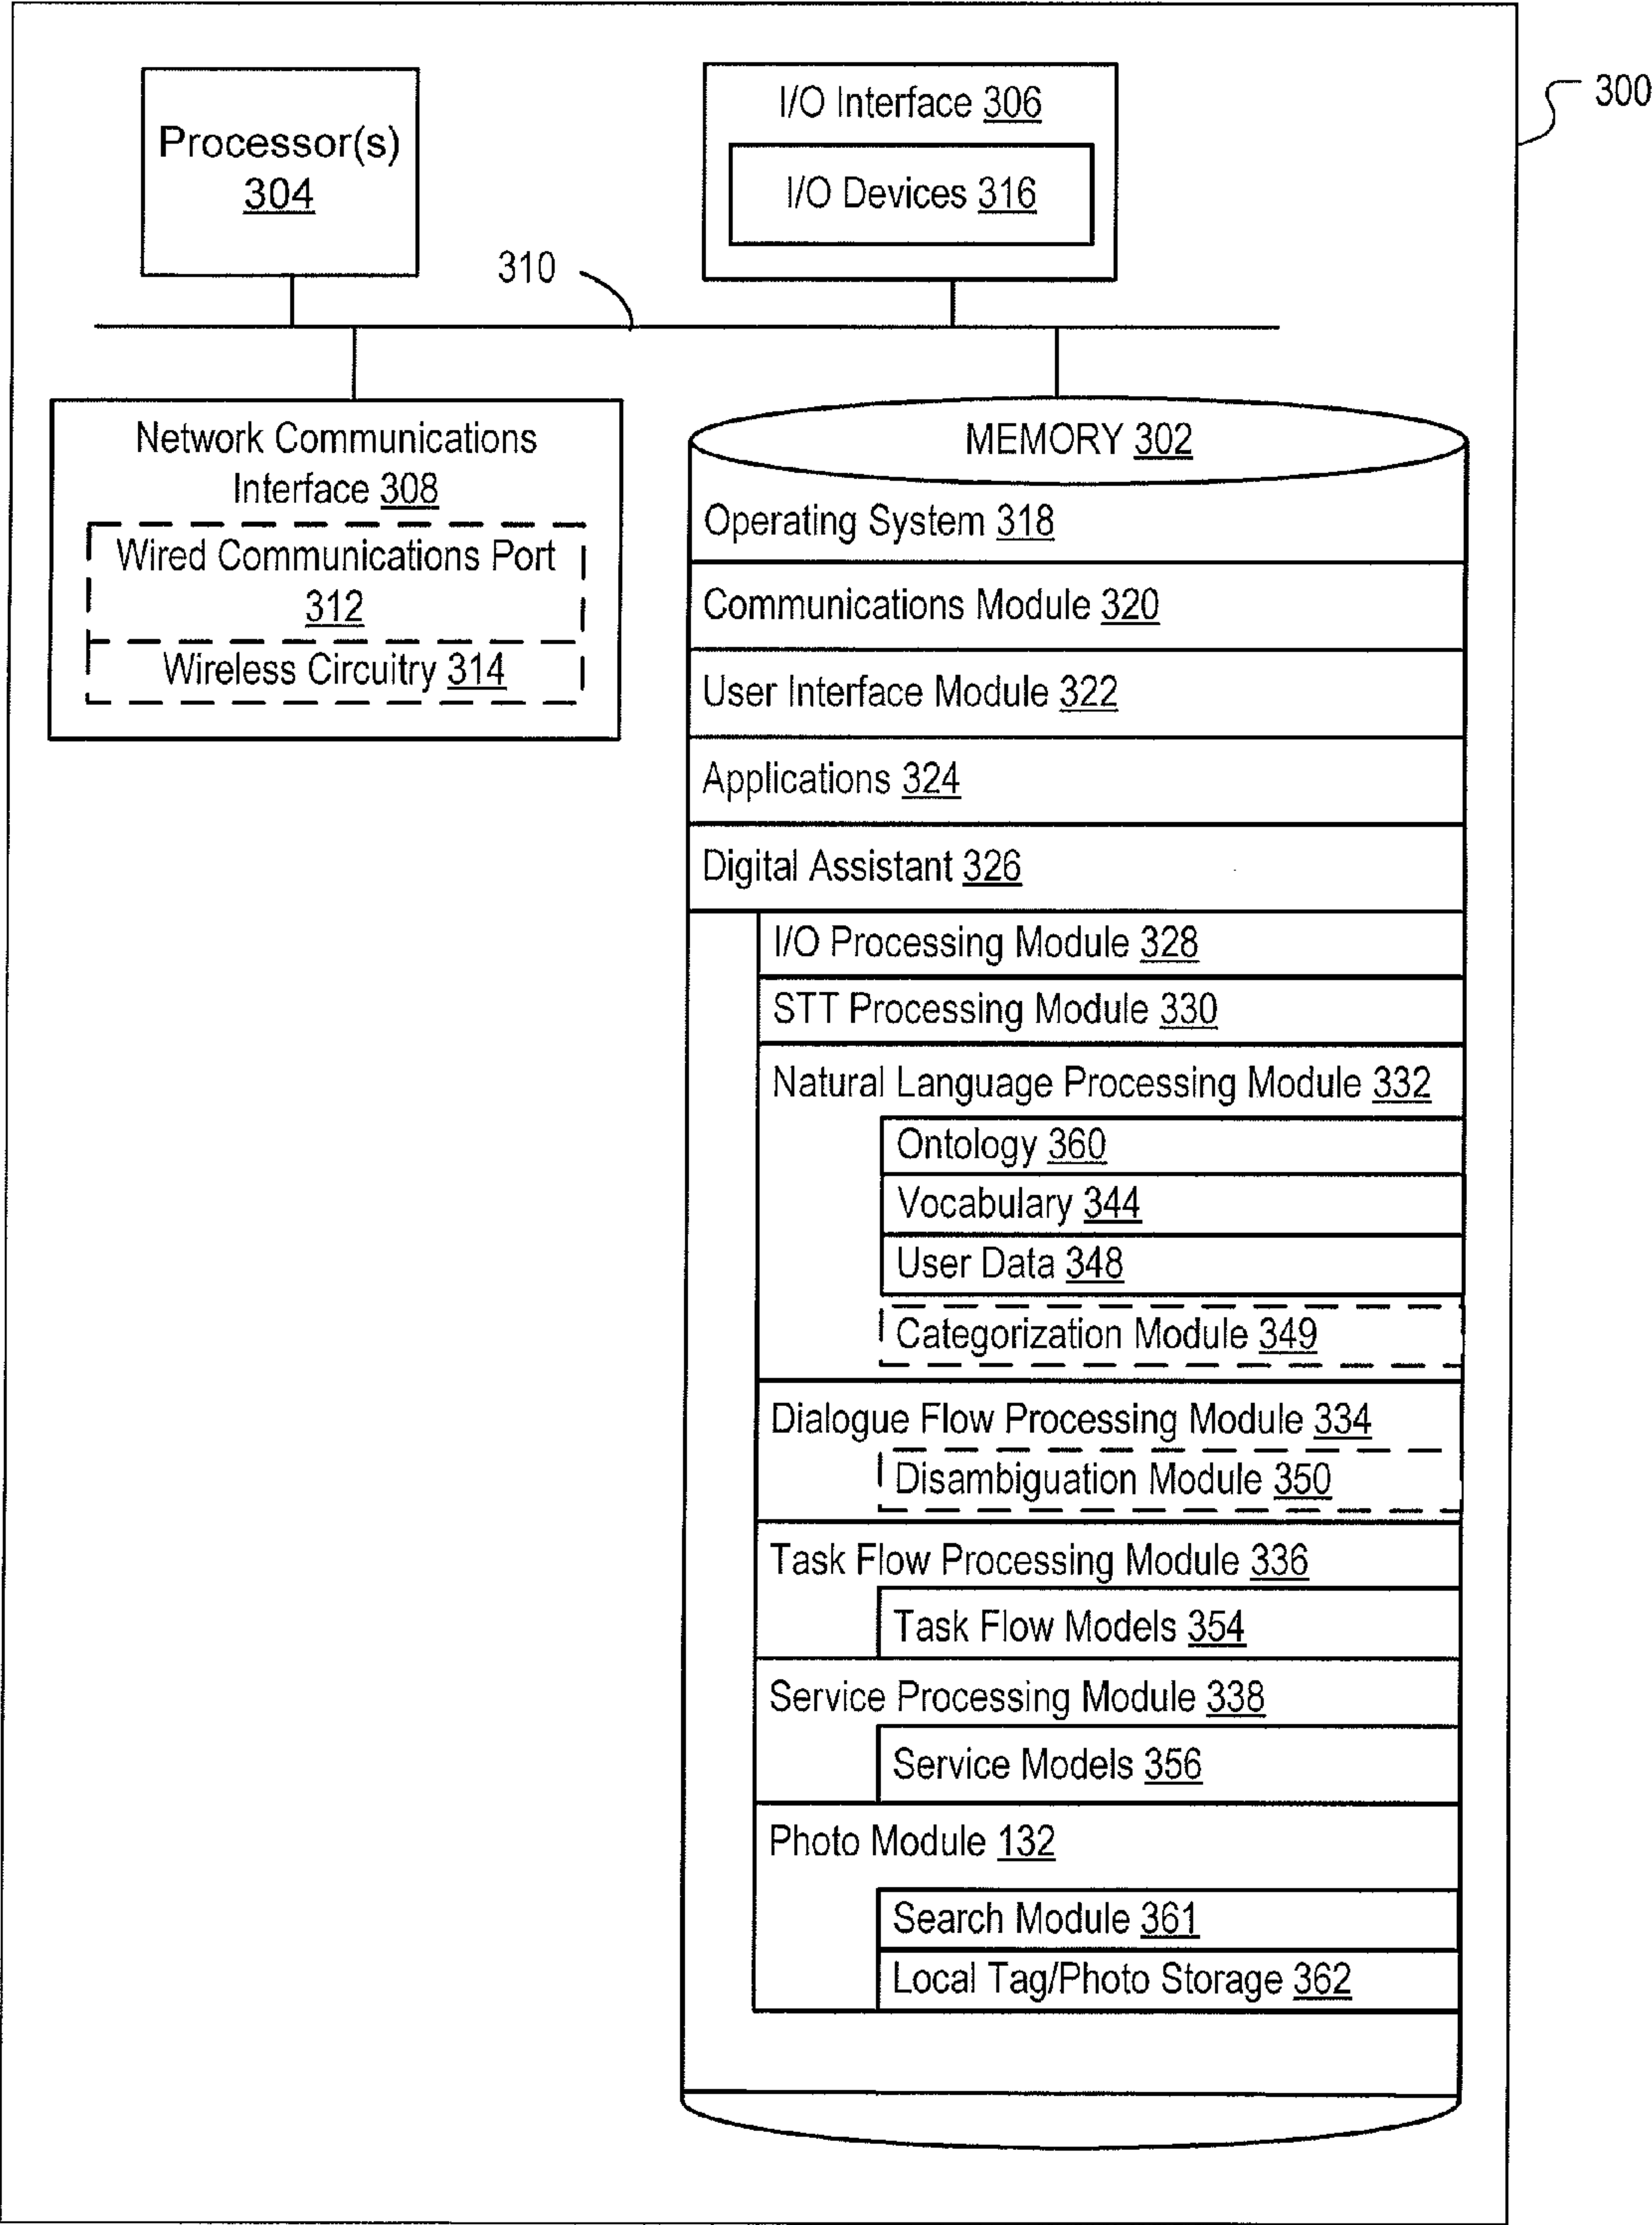 300
Processor(s)
304
I/O Interface 306
I/O Devices 316
310
Network Communications
Interface 308
Wired Communications Port
312
Wireless Circuitry 314
MEMORY 302
Operating System 318
Communications Module 320
User Interface Module 322
Applications 324
Digital Assistant 326
I/O Processing Module 328
STT Processing Module 330
Natural Language Processing Module 332
Ontology 360
Vocabulary 344
User Data 348
Categorization Module 349
Dialogue Flow Processing Module 334
Disambiguation Module 350
Task Flow Processing Module 336
Task Flow Models 354
Service Processing Module 338
Service Models 356
Photo Module 132
Search Module 361
Local Tag/Photo Storage 362